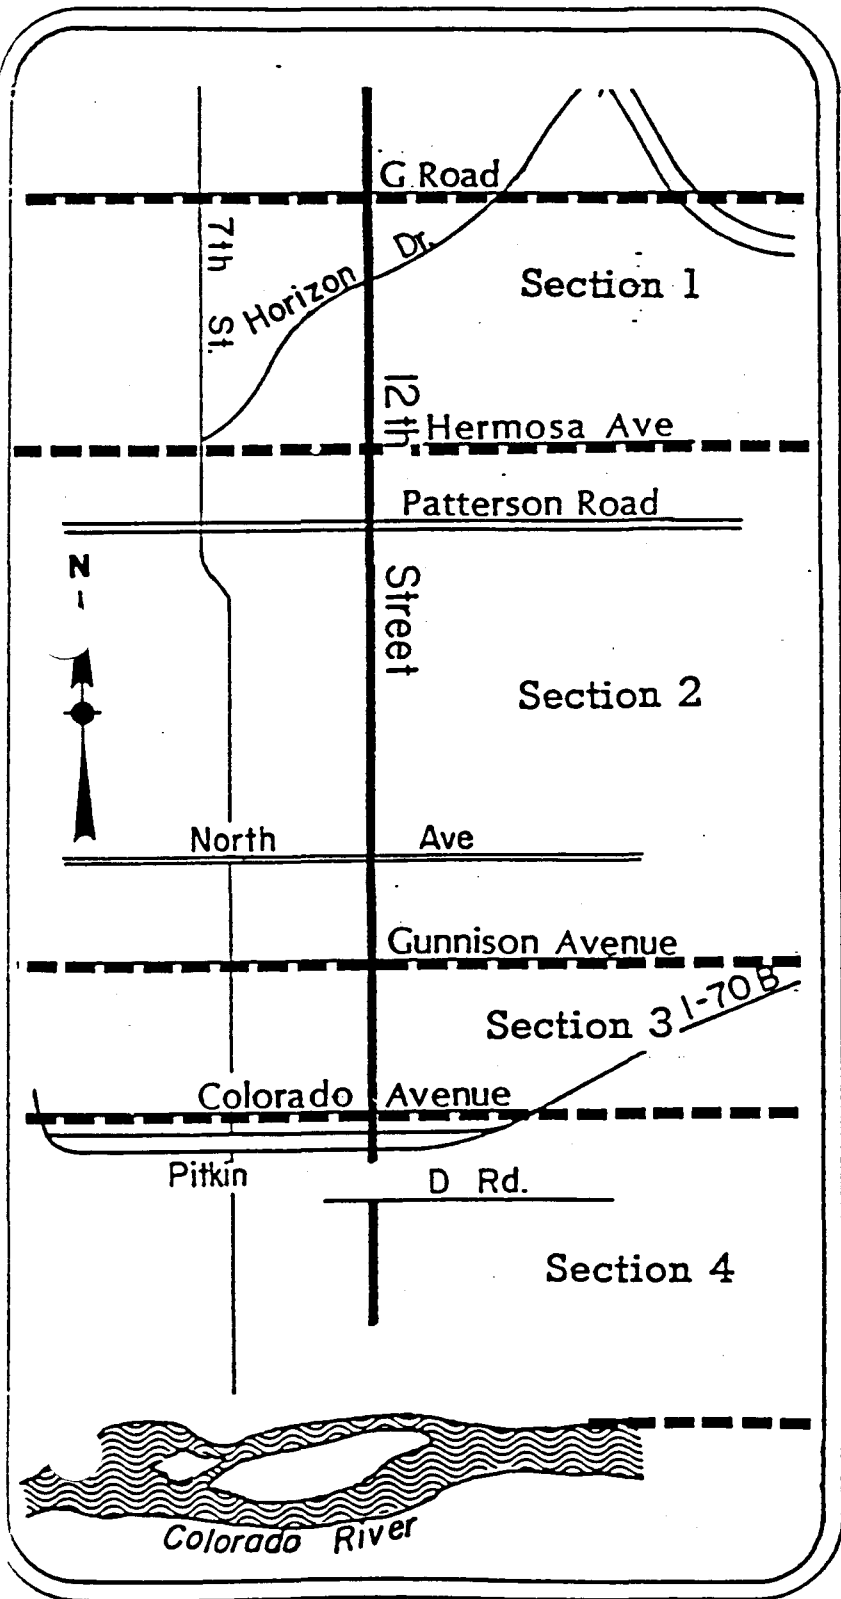 G Road
7th St.
Horizon Dr.
Section 1
12th Street
Hermosa Ave
Patterson Road
N
Section 2
North Ave
Gunnison Avenue
I-70 B
Section 3
Colorado Avenue
Pitkin
D Rd.
Section 4
Colorado River